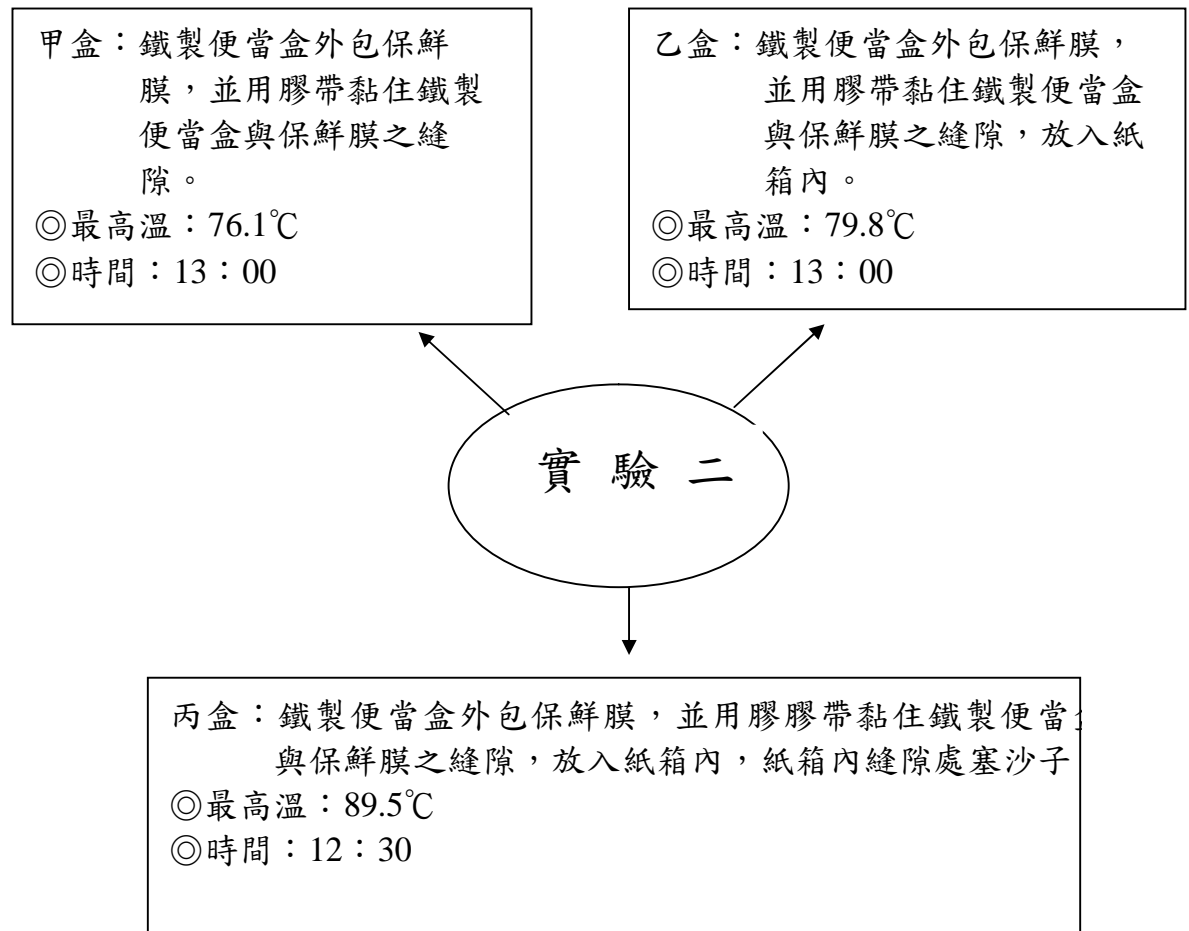 甲盒：鐵製便當盒外包保鮮
膜，並用膠帶黏住鐵製
便當盒與保鮮膜之縫
隙。
◎最高溫：76.1℃
◎時間：13：00
乙盒：鐵製便當盒外包保鮮膜，
並用膠帶黏住鐵製便當盒
與保鮮膜之縫隙，放入紙
箱內。
◎最高溫：79.8℃
◎時間：13：00
實驗二
丙盒：鐵製便當盒外包保鮮膜，並用膠膠帶黏住鐵製便當
與保鮮膜之縫隙，放入紙箱內，紙箱內縫隙處塞沙子
◎最高溫：89.5℃
◎時間：12：30